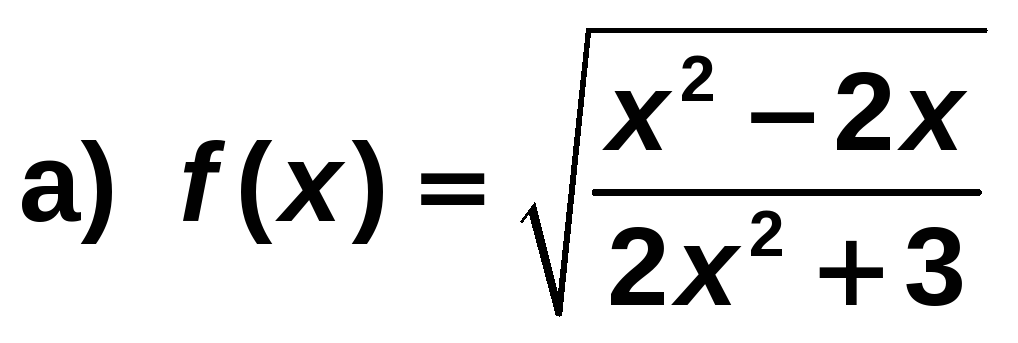 a) f(x) = √((x² − 2x)/(2x² + 3))